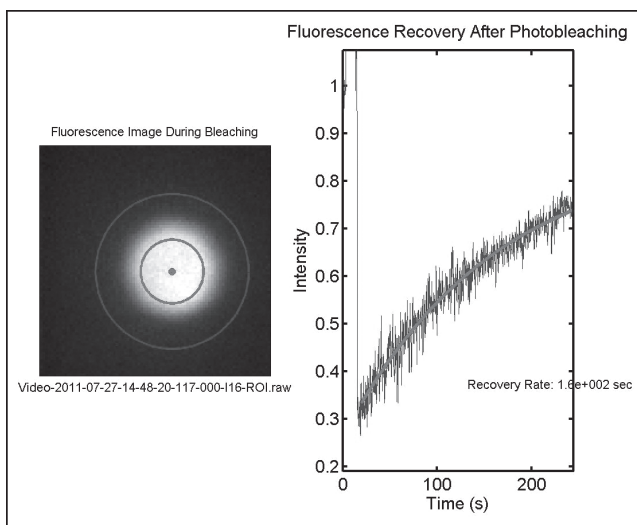 Fluorescence Recovery After Photobleaching
Fluorescence Image During Bleaching
Video-2011-07-27-14-48-20-117-000-I16-ROI.raw
Intensity
1
0.9
0.8
0.7
0.6
0.5
0.4
0.3
0.2
Recovery Rate: 1.6e+002 sec
0 100 200
Time (s)